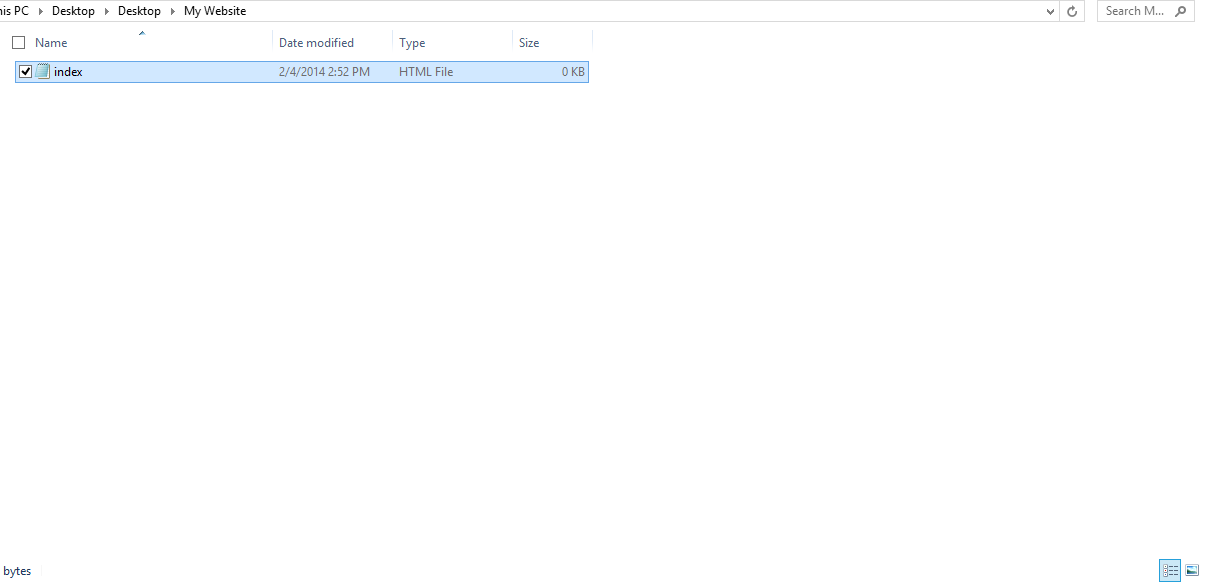 his PC Desktop Desktop My Website Search M...
Name Date modified Type Size
index 2/4/2014 2:52 PM HTML File 0 KB
bytes